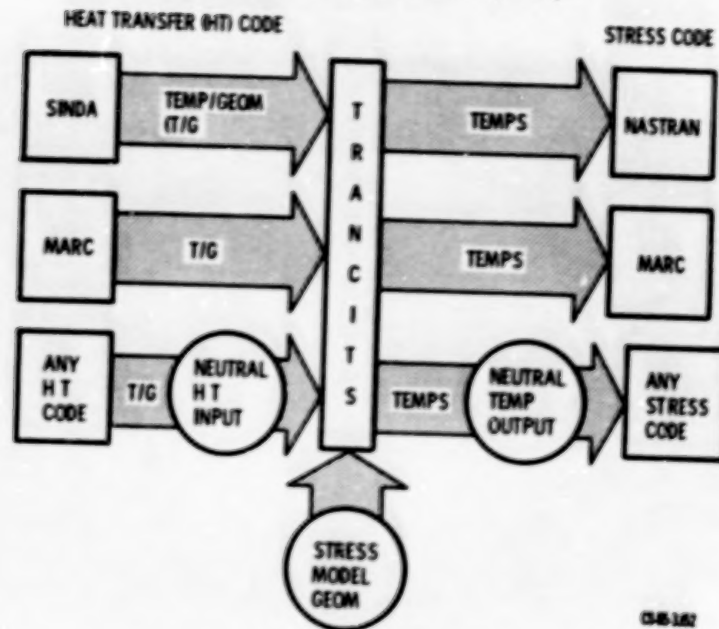 HEAT TRANSFER (HT) CODE
STRESS CODE
SINDA
TEMP/GEOM
(T/G
TRANCITS
TEMPS
NASTRAN
MARC
T/G
TEMPS
MARC
ANY
H T
CODE
T/G
NEUTRAL
H T
INPUT
TEMPS
NEUTRAL
TEMP
OUTPUT
ANY
STRESS
CODE
STRESS
MODEL
GEOM